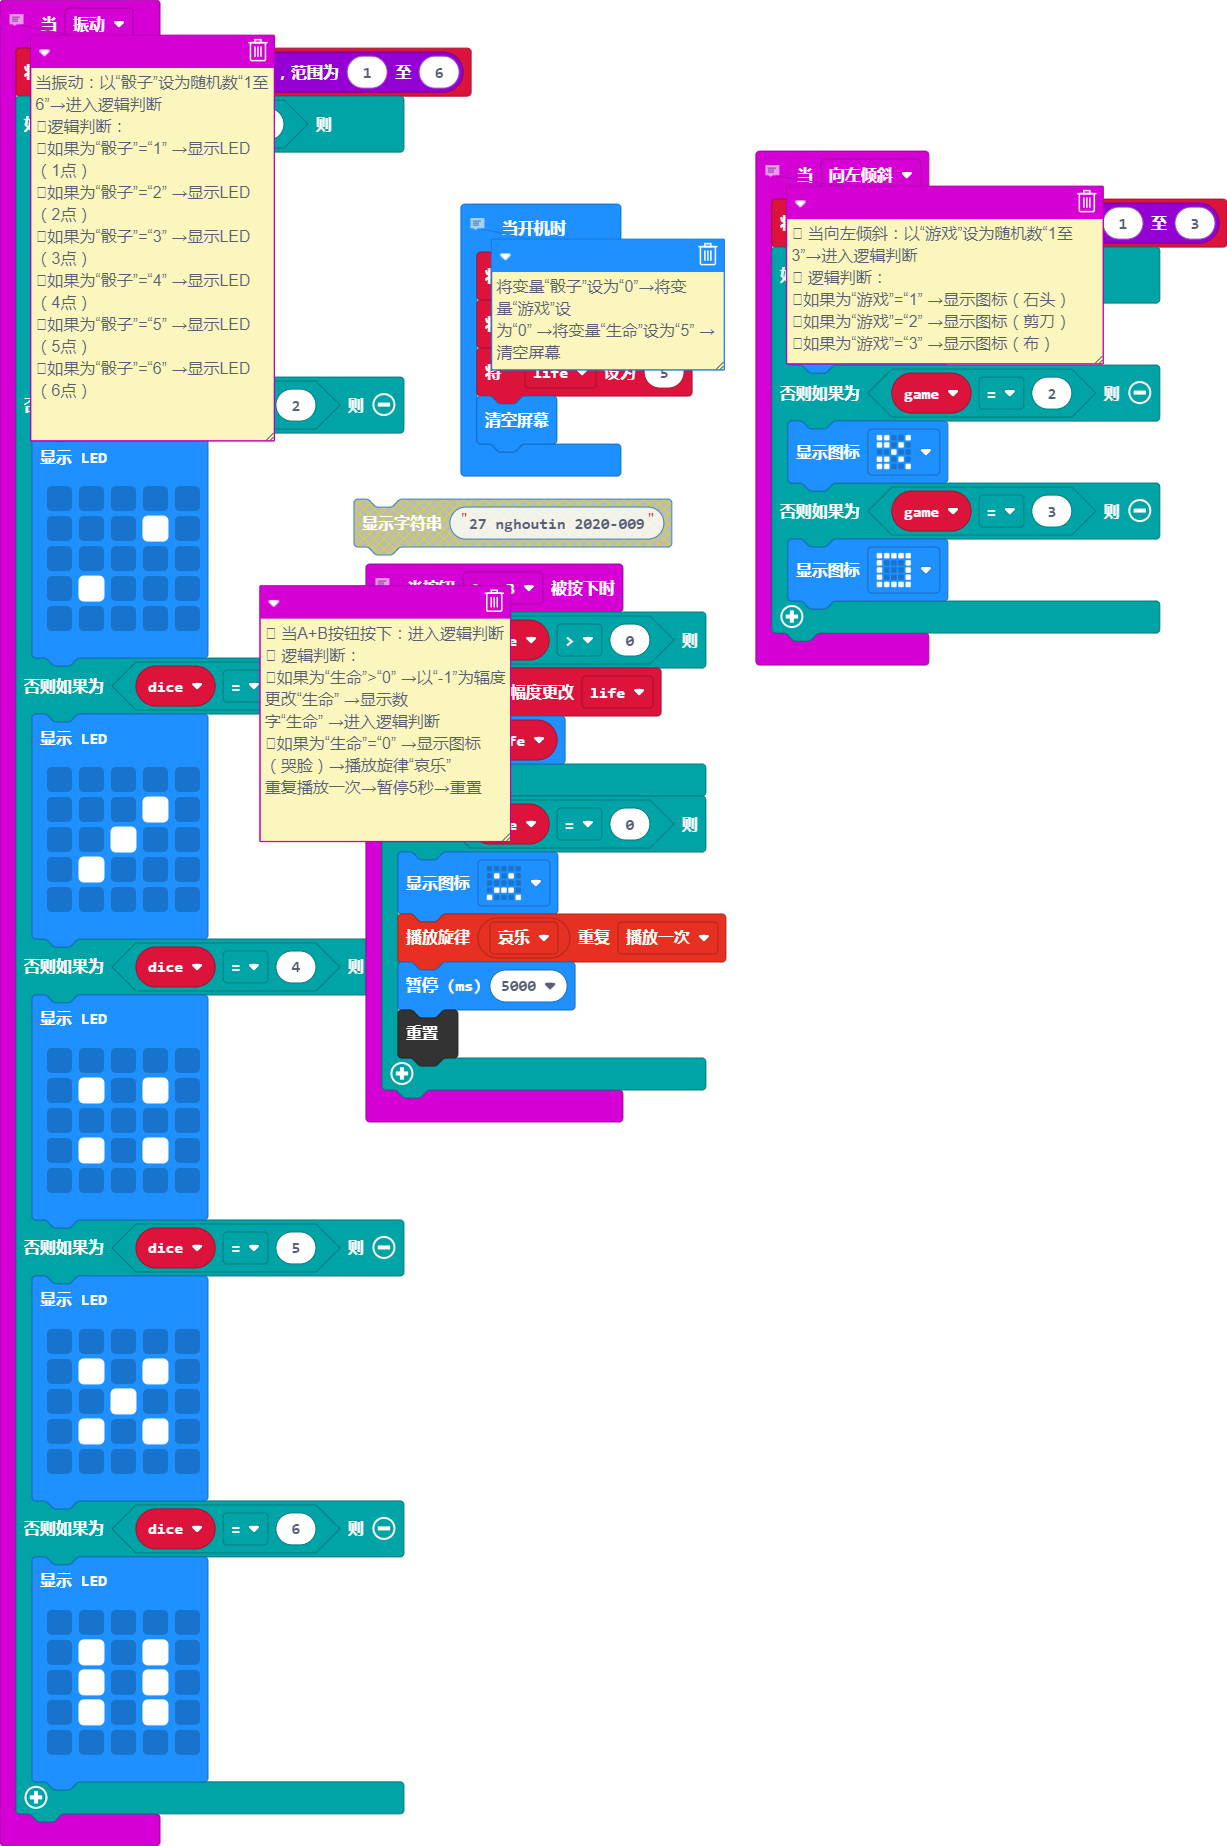 当 振动
，范围为 1 至 6
当振动：以“骰子”设为随机数“1至
6”→进入逻辑判断
逻辑判断：
如果为“骰子”=“1” →显示LED
（1点）
如果为“骰子”=“2” →显示LED
（2点）
如果为“骰子”=“3” →显示LED
（3点）
如果为“骰子”=“4” →显示LED
（4点）
如果为“骰子”=“5” →显示LED
（5点）
如果为“骰子”=“6” →显示LED
（6点）
则
2 则
显示 LED
否则如果为 dice =
显示 LED
否则如果为 dice = 4 则
显示 LED
否则如果为 dice = 5 则
显示 LED
否则如果为 dice = 6 则
显示 LED
当开机时
将变量“骰子”设为“0”→将变
量“游戏”设
为“0” →将变量“生命”设为“5” →
清空屏幕
将 life 设为 5
清空屏幕
显示字符串 "27 nghoutin 2020-009"
当按钮 被按下时
当A+B按钮按下：进入逻辑判断
逻辑判断：
如果为“生命”>“0” →以“-1”为辐度
更改“生命” →显示数
字“生命” →进入逻辑判断
如果为“生命”=“0” →显示图标
（哭脸）→播放旋律“哀乐”
重复播放一次→暂停5秒→重置
> 0 则
幅度更改 life
= 0 则
显示图标
播放旋律 哀乐 重复 播放一次
暂停 (ms) 5000
重置
当 向左倾斜
1 至 3
当向左倾斜：以“游戏”设为随机数“1至
3”→进入逻辑判断
逻辑判断：
如果为“游戏”=“1” →显示图标（石头）
如果为“游戏”=“2” →显示图标（剪刀）
如果为“游戏”=“3” →显示图标（布）
否则如果为 game = 2 则
显示图标
否则如果为 game = 3 则
显示图标